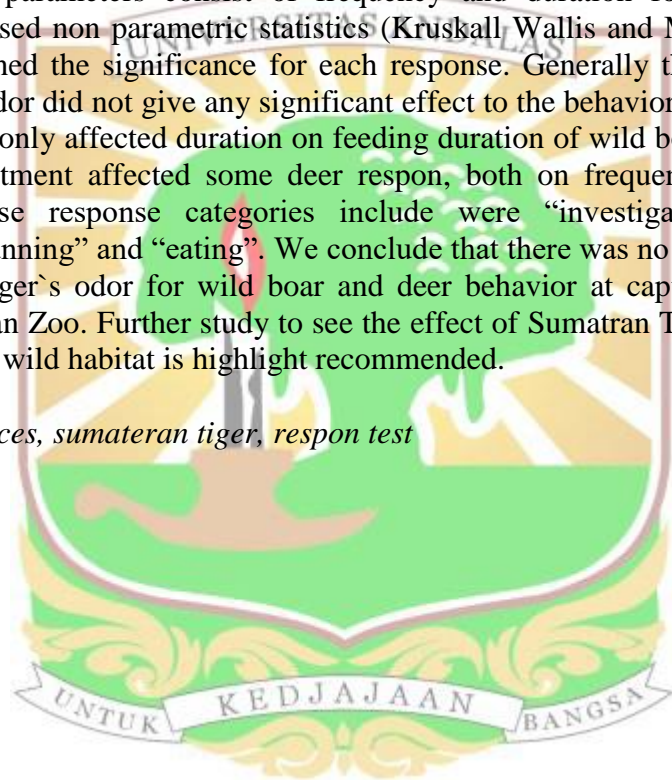 parameters consist of frequency and duration
sed non parametric statistics (Kruskall Wallis and
UNIVERSITAS ANDALAS
ned the significance for each response. Generally
dor did not give any significant effect to the behavior
only affected duration on feeding duration of wild
tment affected some deer respon, both on
se response categories include were “
nning” and “eating”. We conclude that there was no
ger`s odor for wild boar and deer behavior at
an Zoo. Further study to see the effect of Sumatran
wild habitat is highlight recommended.
ces, sumateran tiger, respon test
UNTUK KEDJAJAAN BANGSA